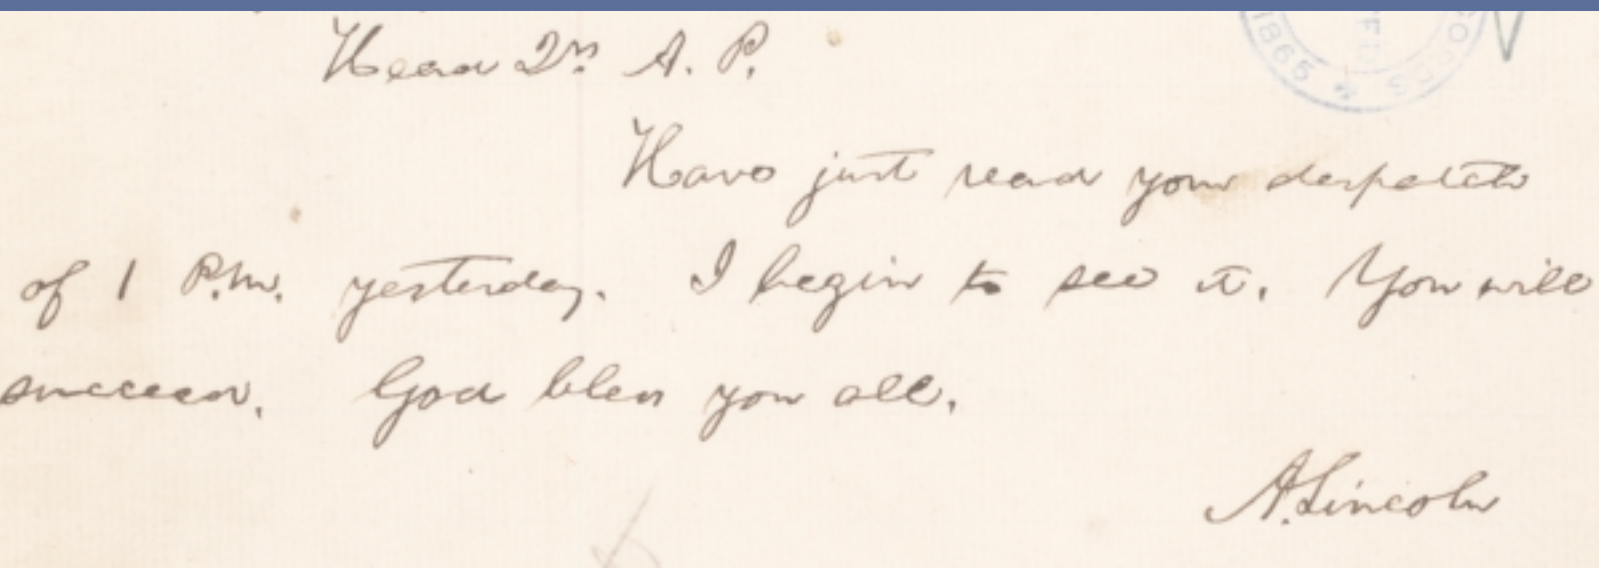 Head Qrs. A. P.
Have just read your despatch
of 1 P.M. yesterday. I begin to see it. You will
succeed. God bless you all.
A. Lincoln
1865